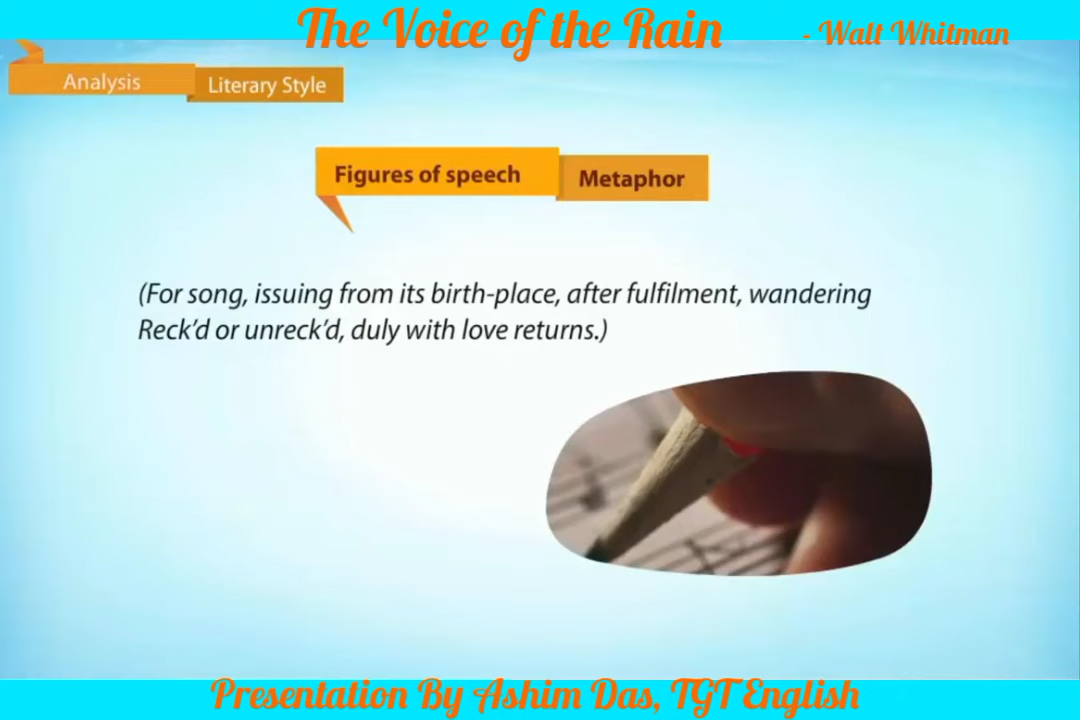 The Voice of the Rain - Walt Whitman
Analysis Literary Style
Figures of speech Metaphor
(For song, issuing from its birth-place, after fulfilment, wandering
Reck'd or unreck'd, duly with love returns.)
Presentation By Ashim Das, TGT English